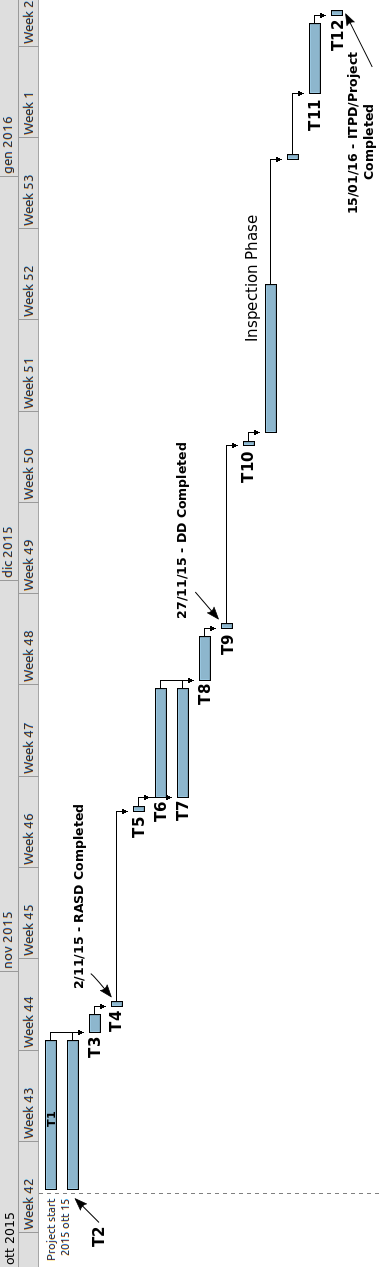 ott 2015
nov 2015
dic 2015
gen 2016
Week 42
Week 43
Week 44
Week 45
Week 46
Week 47
Week 48
Week 49
Week 50
Week 51
Week 52
Week 53
Week 1
Week 2
Project start
2015 ott 15
T1
T2
T3
T4
2/11/15 - RASD Completed
T5
T6
T7
T8
T9
27/11/15 - DD Completed
T10
Inspection Phase
T11
T12
15/01/16 - ITPD/Project
Completed